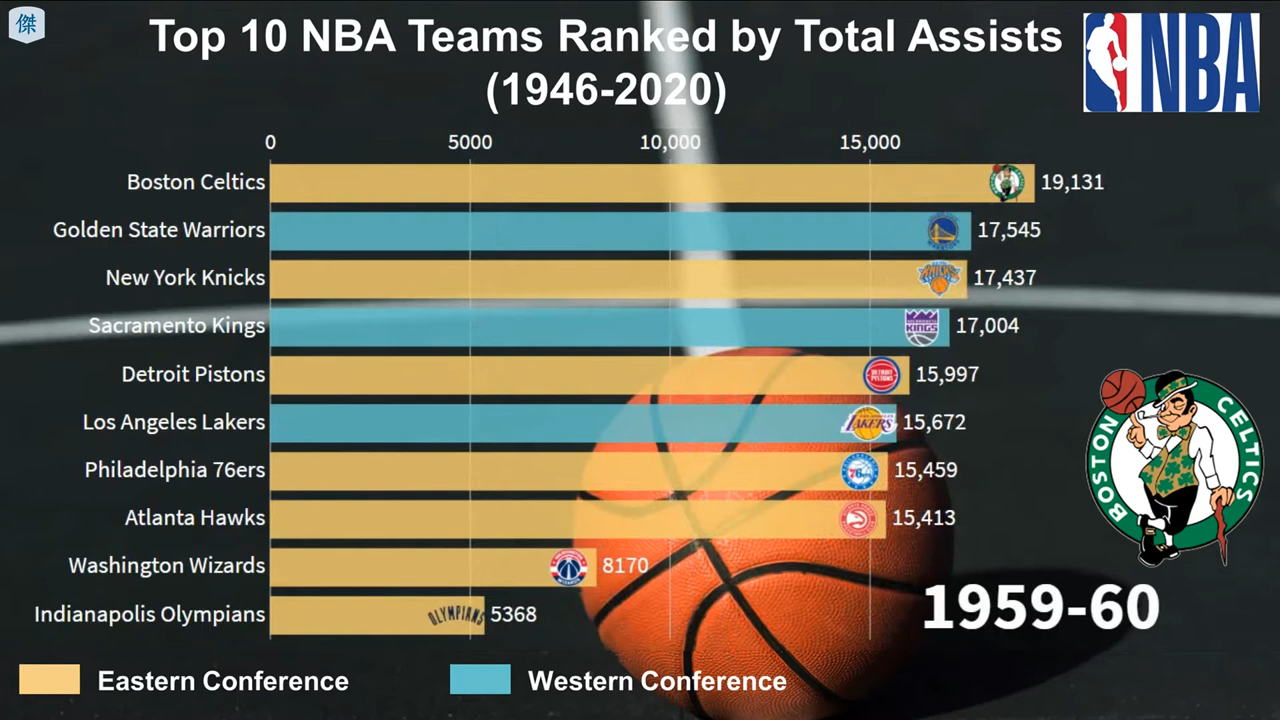 傑
Top 10 NBA Teams Ranked by Total Assists
(1946-2020)
NBA
0 5000 10,000 15,000
Boston Celtics 19,131
Golden State Warriors 17,545
New York Knicks KNICKS 17,437
Sacramento Kings KINGS 17,004
Detroit Pistons DETROIT PISTONS 15,997
Los Angeles Lakers LAKERS 15,672
Philadelphia 76ers 76ers 15,459
Atlanta Hawks 15,413
Washington Wizards 8170
Indianapolis Olympians OLYMPIANS 5368
BOSTON CELTICS
1959-60
Eastern Conference Western Conference